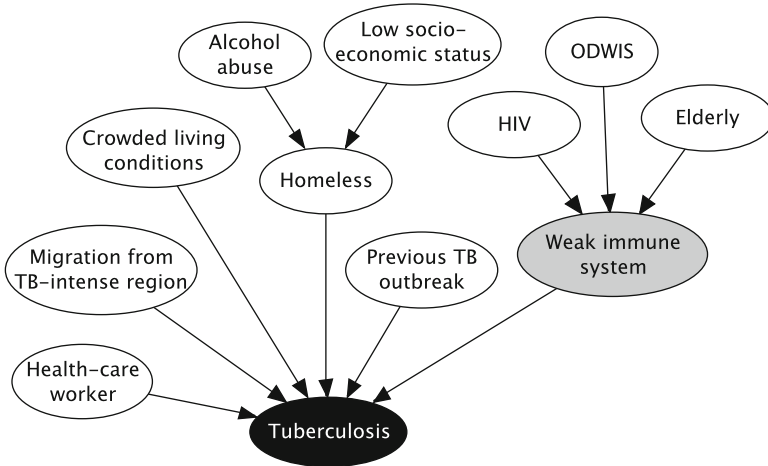 Alcohol
abuse
Low socio-
economic status
ODWIS
HIV
Elderly
Crowded living
conditions
Homeless
Weak immune
system
Migration from
TB-intense region
Previous TB
outbreak
Health-care
worker
Tuberculosis